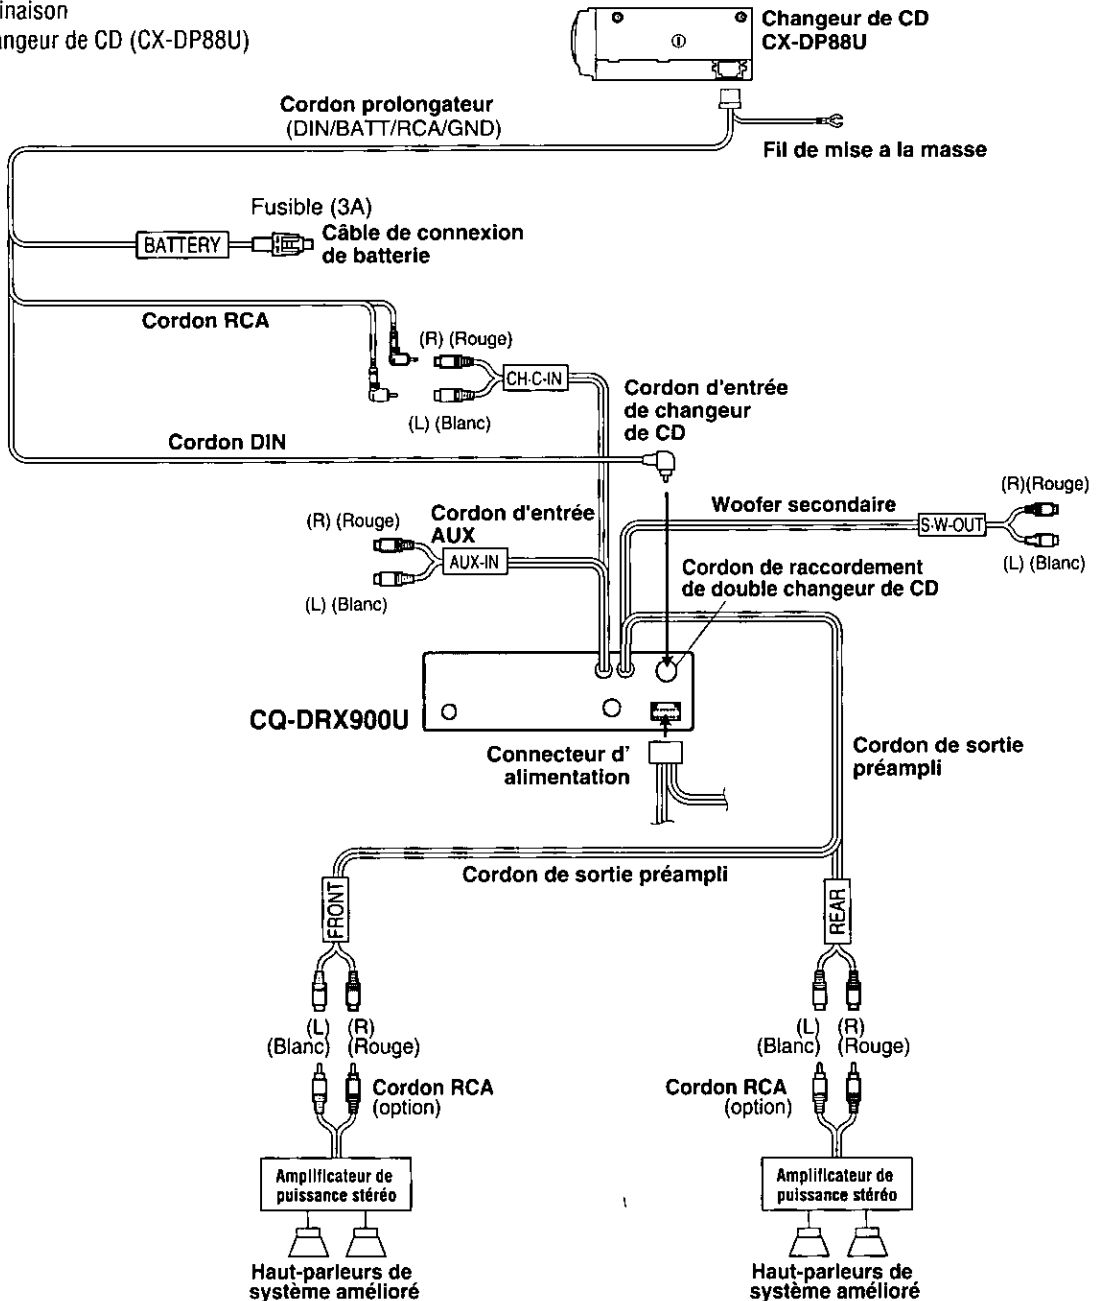 inaison
angeur de CD (CX-DP88U)
Changeur de CD
CX-DP88U
Cordon prolongateur
(DIN/BATT/RCA/GND)
Fil de mise a la masse
Fusible (3A)
BATTERY
Câble de connexion
de batterie
Cordon RCA
(R) (Rouge)
CH-C-IN
(L) (Blanc)
Cordon d'entrée
de changeur
de CD
Cordon DIN
(R)(Rouge)
Woofer secondaire
S-W-OUT
(L) (Blanc)
(R) (Rouge)
Cordon d'entrée
AUX
AUX-IN
(L) (Blanc)
Cordon de raccordement
de double changeur de CD
CQ-DRX900U
Connecteur d'
alimentation
Cordon de sortie
préampli
Cordon de sortie préampli
FRONT
REAR
(L) (R)
(Blanc) (Rouge)
(L) (R)
(Blanc) (Rouge)
Cordon RCA
(option)
Cordon RCA
(option)
Amplificateur de
puissance stéréo
Amplificateur de
puissance stéréo
Haut-parleurs de
système amélioré
Haut-parleurs de
système amélioré